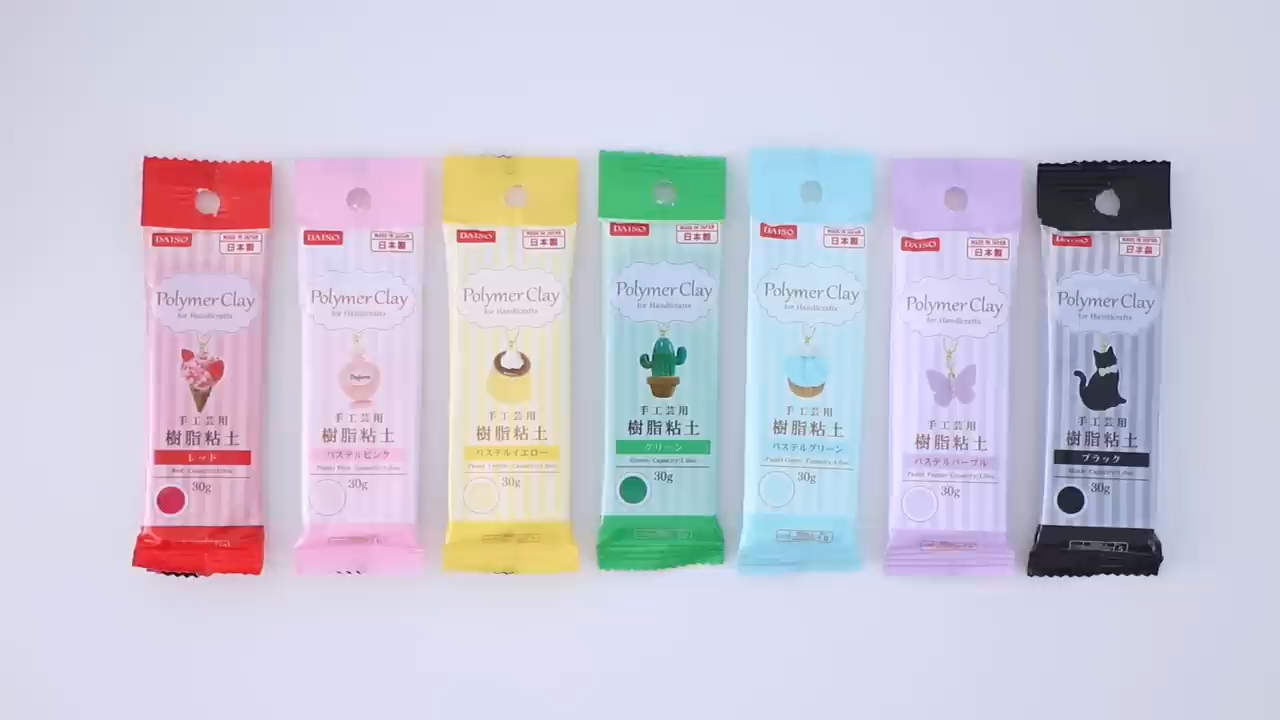 DAISO
MADE IN JAPAN
日本製
Polymer Clay
for Handicrafts
手工芸用
樹脂粘土
レッド
30g
DAISO
MADE IN JAPAN
日本製
Polymer Clay
for Handicrafts
Perfume
手工芸用
樹脂粘土
パステルピンク
30g
DAISO
MADE IN JAPAN
日本製
Polymer Clay
for Handicrafts
手工芸用
樹脂粘土
パステルイエロー
30g
DAISO
MADE IN JAPAN
日本製
Polymer Clay
for Handicrafts
手工芸用
樹脂粘土
グリーン
30g
DAISO
MADE IN JAPAN
日本製
Polymer Clay
for Handicrafts
手工芸用
樹脂粘土
パステルグリーン
30g
DAISO
MADE IN JAPAN
日本製
Polymer Clay
for Handicrafts
手工芸用
樹脂粘土
パステルパープル
30g
DAISO
MADE IN JAPAN
日本製
Polymer Clay
for Handicrafts
手工芸用
樹脂粘土
ブラック
30g